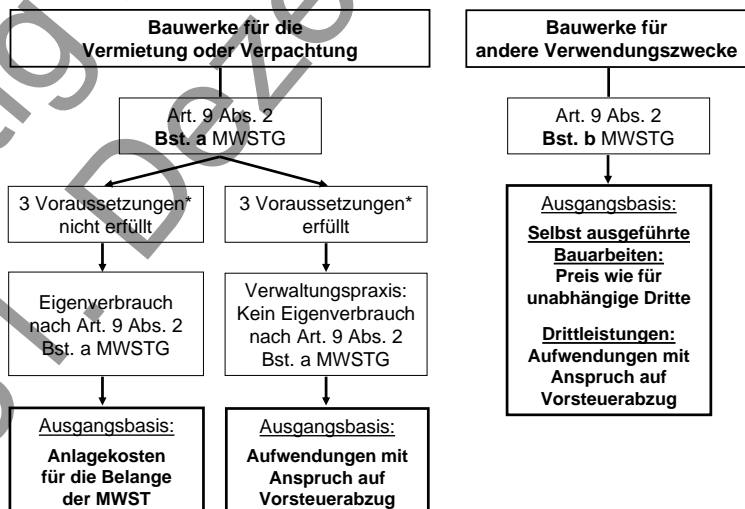 Bauwerke für die
Vermietung oder Verpachtung
Art. 9 Abs. 2
Bst. a MWSTG
3 Voraussetzungen*
nicht erfüllt
3 Voraussetzungen*
erfüllt
Eigenverbrauch
nach Art. 9 Abs. 2
Bst. a MWSTG
Verwaltungspraxis:
Kein Eigenverbrauch
nach Art. 9 Abs. 2
Bst. a MWSTG
Ausgangsbasis:
Anlagekosten
für die Belange
der MWST
Ausgangsbasis:
Aufwendungen mit
Anspruch auf
Vorsteuerabzug
Bauwerke für
andere Verwendungszwecke
Art. 9 Abs. 2
Bst. b MWSTG
Ausgangsbasis:
Selbst ausgeführte
Bauarbeiten:
Preis wie für
unabhängige Dritte
Drittleistungen:
Aufwendungen mit
Anspruch auf
Vorsteuerabzug